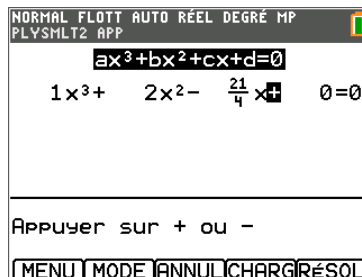 NORMAL FLOTT AUTO RÉEL DEGRÉ MP
PLYSMLT2 APP
ax³+bx²+cx+d=0
1x³+ 2x²- 21/4 x+ 0=0
Appuyer sur + ou -
MENU MODE ANNUL CHARG RÉSOL